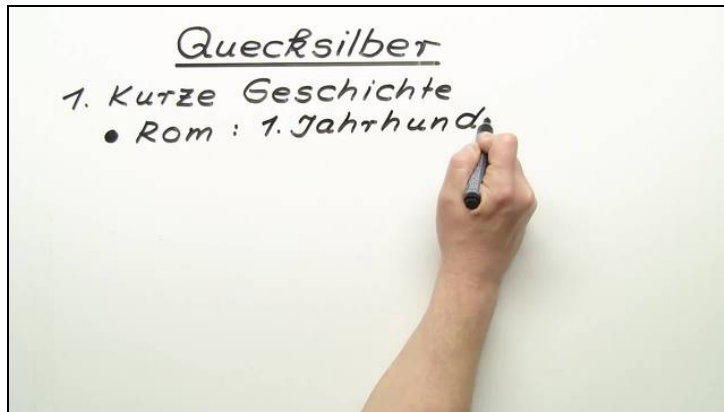 Quecksilber
1. Kurze Geschichte
• Rom : 1. Jahrhund